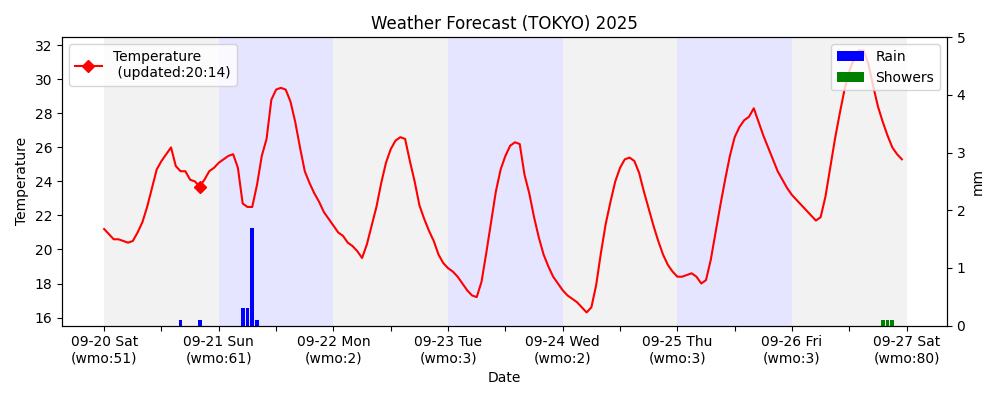 Weather Forecast (TOKYO) 2025
Temperature
(updated:20:14)
Rain
Showers
Temperature
32
30
28
26
24
22
20
18
16
5
4
3
2
1
0
mm
09-20 Sat
(wmo:51)
09-21 Sun
(wmo:61)
09-22 Mon
(wmo:2)
09-23 Tue
(wmo:3)
09-24 Wed
(wmo:2)
09-25 Thu
(wmo:3)
09-26 Fri
(wmo:3)
09-27 Sat
(wmo:80)
Date